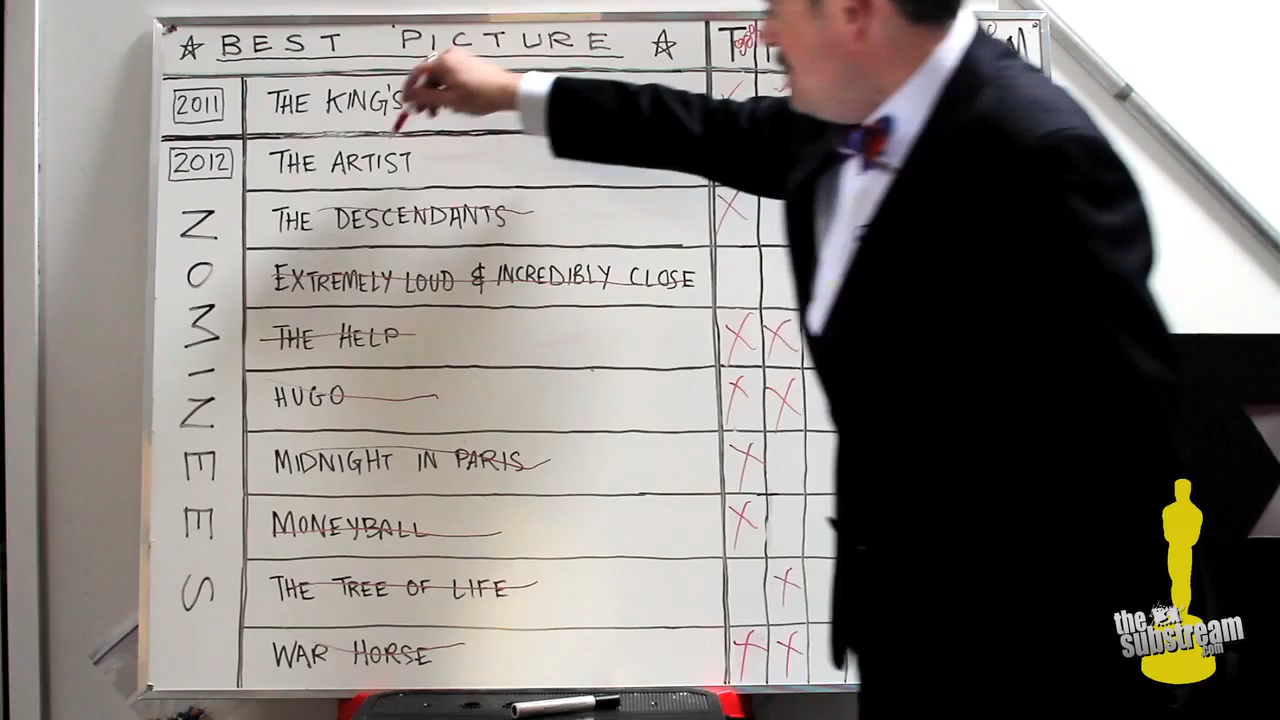 ☆ BEST PICTURE ☆
2011 THE KING'S
2012 THE ARTIST
THE DESCENDANTS
EXTREMELY LOUD & INCREDIBLY CLOSE
THE HELP
HUGO
MIDNIGHT IN PARIS
MONEYBALL
THE TREE OF LIFE
WAR HORSE
NOMINEES
the
substream
.com